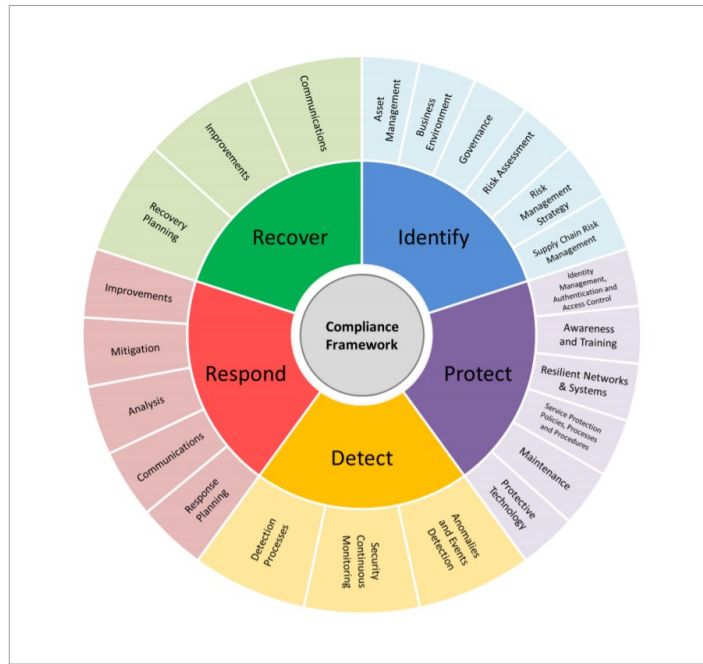 Compliance
Framework
Identify
Asset
Management
Business
Environment
Governance
Risk Assessment
Risk
Management
Strategy
Supply Chain Risk
Management
Protect
Identity
Management,
Authentication and
Access Control
Awareness
and Training
Resilient Networks
& Systems
Service Protection
Policies, Processes
and Procedures
Maintenance
Protective
Technology
Detect
Anomalies
and Events
Detection
Security
Continuous
Monitoring
Detection
Processes
Respond
Response
Planning
Communications
Analysis
Mitigation
Improvements
Recover
Recovery
Planning
Improvements
Communications